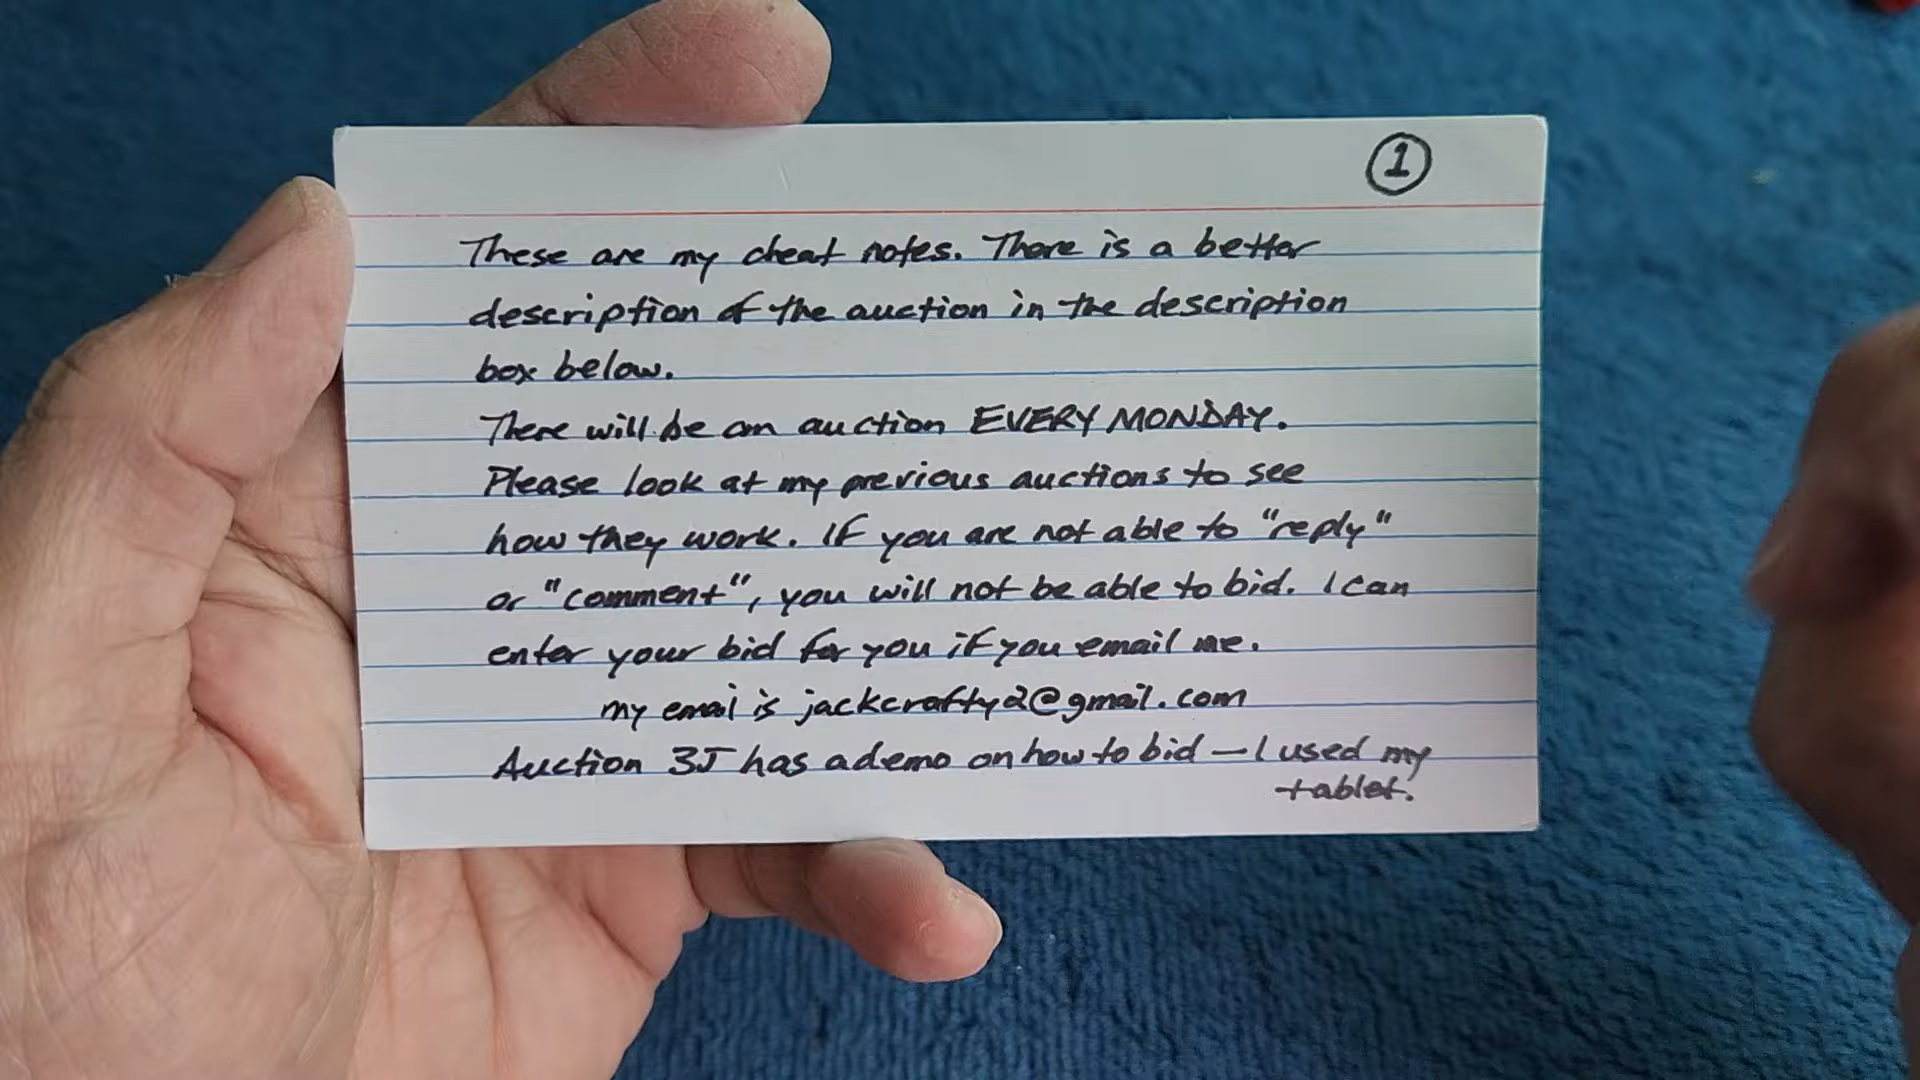 1
These are my cheat notes. There is a better
description of the auction in the description
box below.
There will be an auction EVERY MONDAY.
Please look at my previous auctions to see
how they work. If you are not able to "reply"
or "comment", you will not be able to bid. I can
enter your bid for you if you email me.
my email is jackcrafty2@gmail.com
Auction 3J has a demo on how to bid — I used my
tablet.